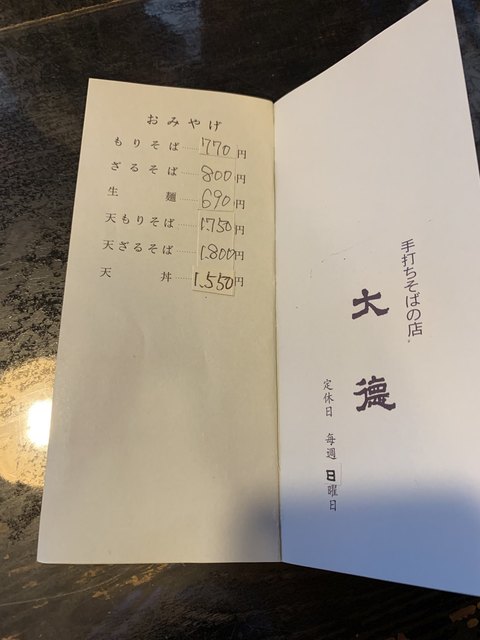 おみやげ
もりそば……770円
ざるそば……800円
生麺……690円
天もりそば……1.750円
天ざるそば……1.800円
天丼……1.550円
手打ちそばの店
大徳
定休日 毎週日曜日